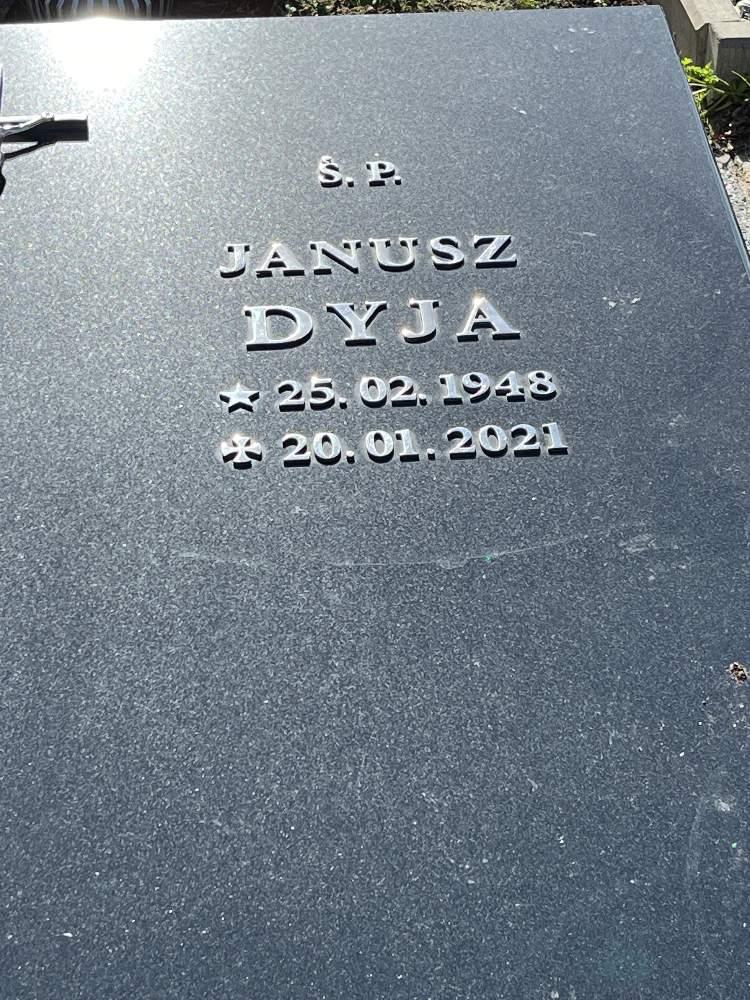 Ś. P.
JANUSZ
DYJA
★ 25. 02. 1948
✠ 20. 01. 2021